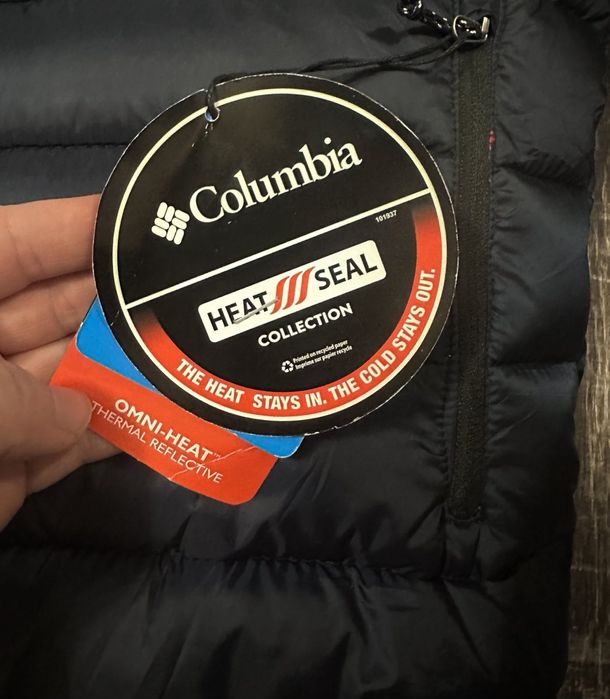 Columbia
101937
HEAT SEAL
COLLECTION
Printed on recycled paper
Imprimé sur papier recyclé
THE HEAT STAYS IN. THE COLD STAYS OUT.
OMNI-HEAT™
THERMAL REFLECTIVE